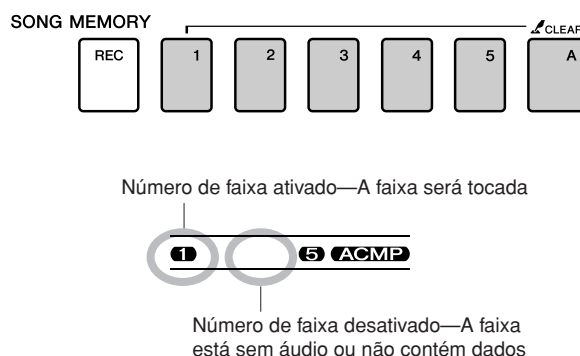 SONG MEMORY
CLEAR
REC 1 2 3 4 5 A
Número de faixa ativado—A faixa será tocada
1 5 ACMP
Número de faixa desativado—A faixa
está sem áudio ou não contém dados